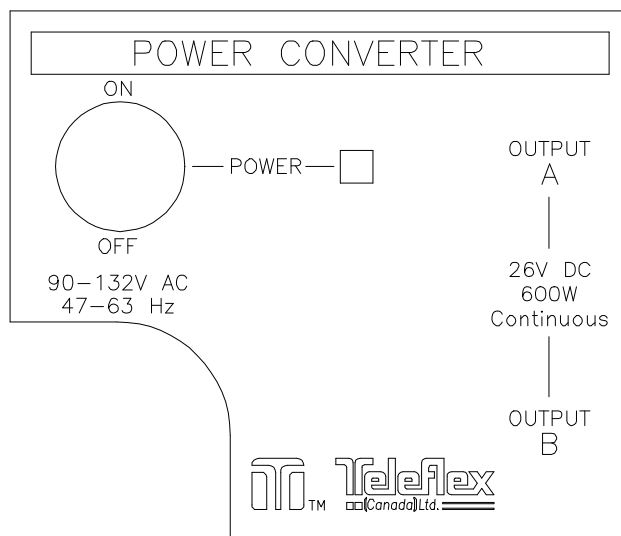 POWER CONVERTER
ON
POWER
OFF
90-132V AC
47-63 Hz
OUTPUT
A
26V DC
600W
Continuous
OUTPUT
B
TM
Teleflex
(Canada) Ltd.